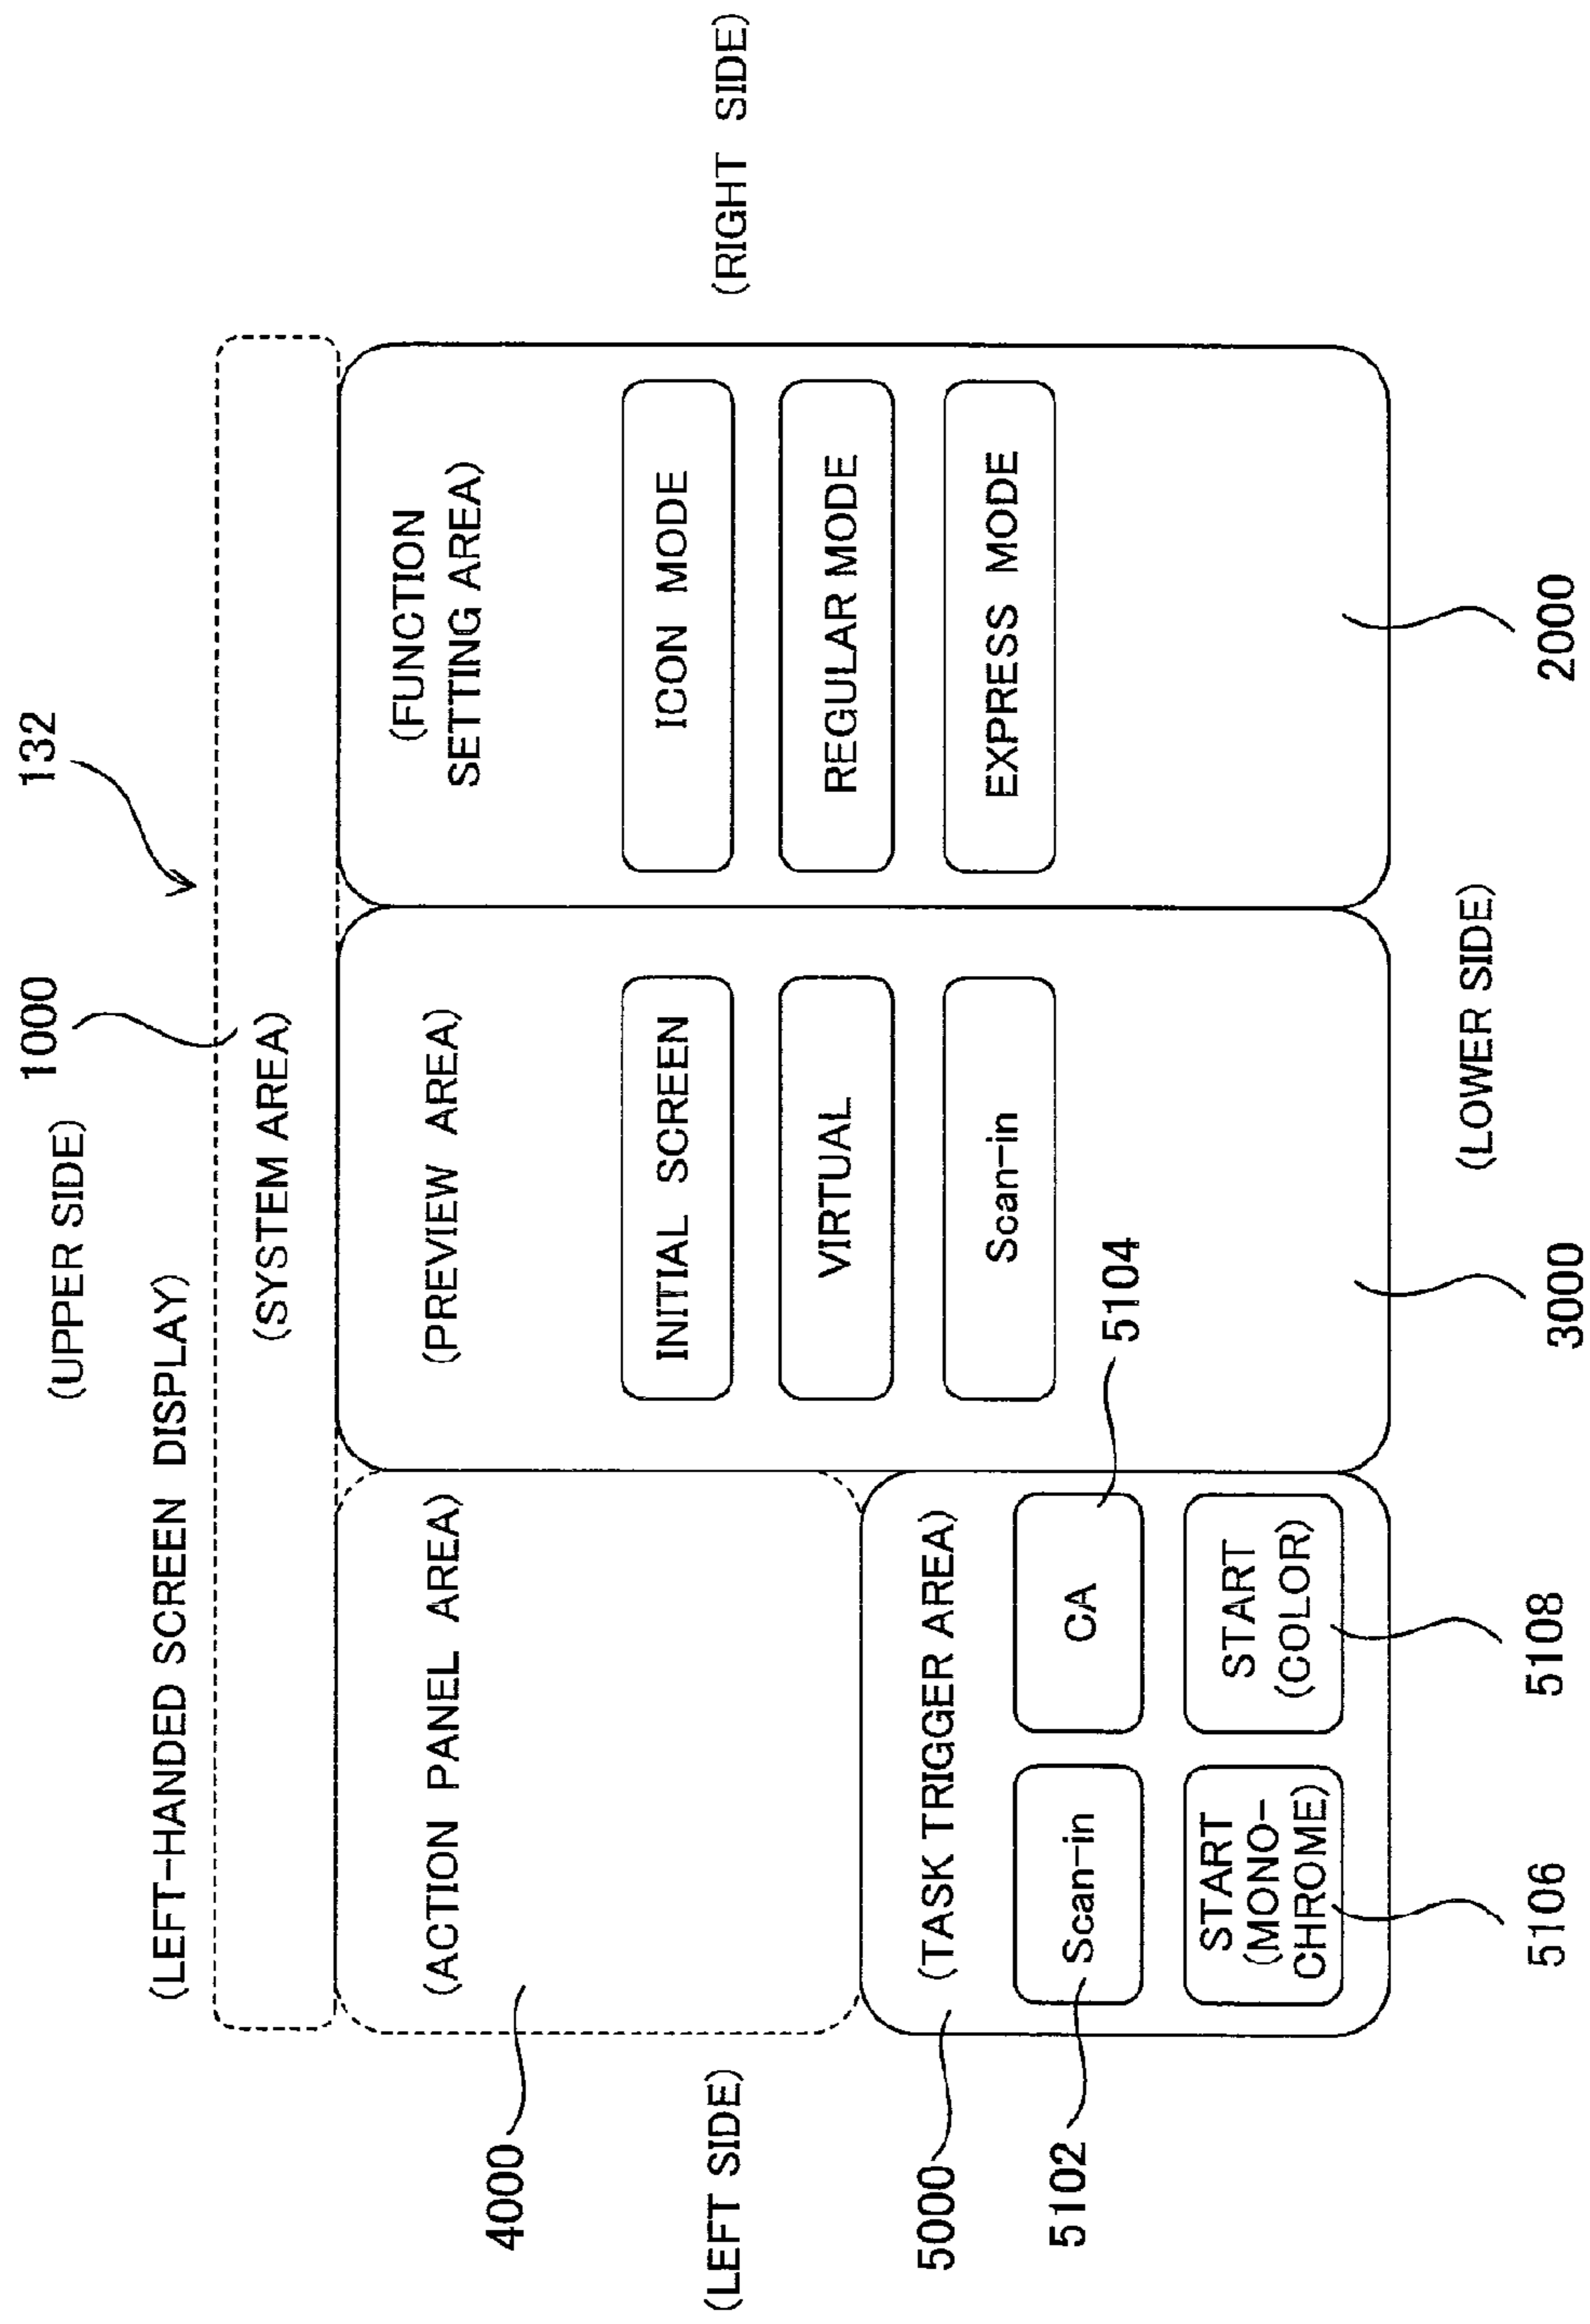 (UPPER SIDE)
1000
132
(LEFT-HANDED SCREEN DISPLAY)
(SYSTEM AREA)
4000
(ACTION PANEL AREA)
(PREVIEW AREA)
INITIAL SCREEN
VIRTUAL
Scan-in
(FUNCTION
SETTING AREA)
ICON MODE
REGULAR MODE
EXPRESS MODE
(LEFT SIDE)
(RIGHT SIDE)
5000
(TASK TRIGGER AREA)
5102
Scan-in
CA
5104
START
(MONO-
CHROME)
START
(COLOR)
(LOWER SIDE)
5106
5108
3000
2000